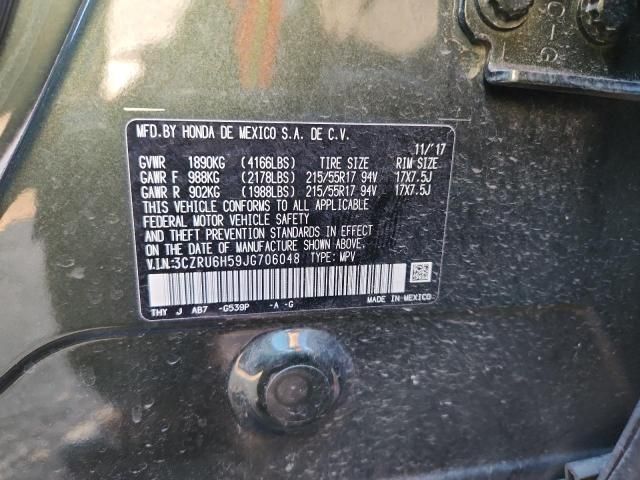 C-G
MFD.BY HONDA DE MEXICO S.A. DE C.V.
11/'17
GVWR 1890KG (4166LBS) TIRE SIZE RIM SIZE
GAWR F 988KG (2178LBS) 215/55R17 94V 17X7.5J
GAWR R 902KG (1988LBS) 215/55R17 94V 17X7.5J
THIS VEHICLE CONFORMS TO ALL APPLICABLE
FEDERAL MOTOR VEHICLE SAFETY
AND THEFT PREVENTION STANDARDS IN EFFECT
ON THE DATE OF MANUFACTURE SHOWN ABOVE.
V.I.N:3CZRU6H59JG706048 TYPE: MPV
THY J AB7 -G539P -A -G MADE IN MEXICO